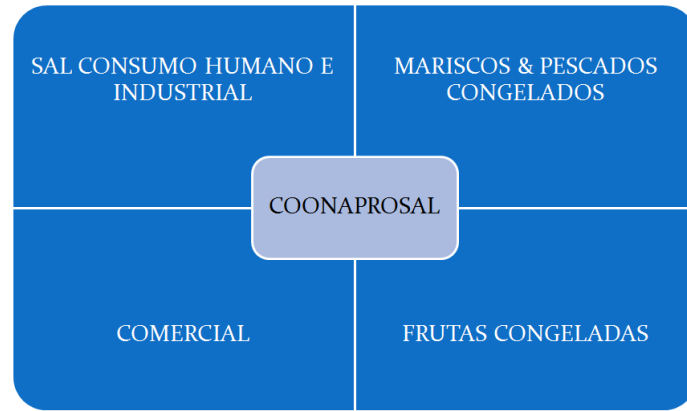 SAL CONSUMO HUMANO E
INDUSTRIAL
MARISCOS & PESCADOS
CONGELADOS
COONAPROSAL
COMERCIAL
FRUTAS CONGELADAS